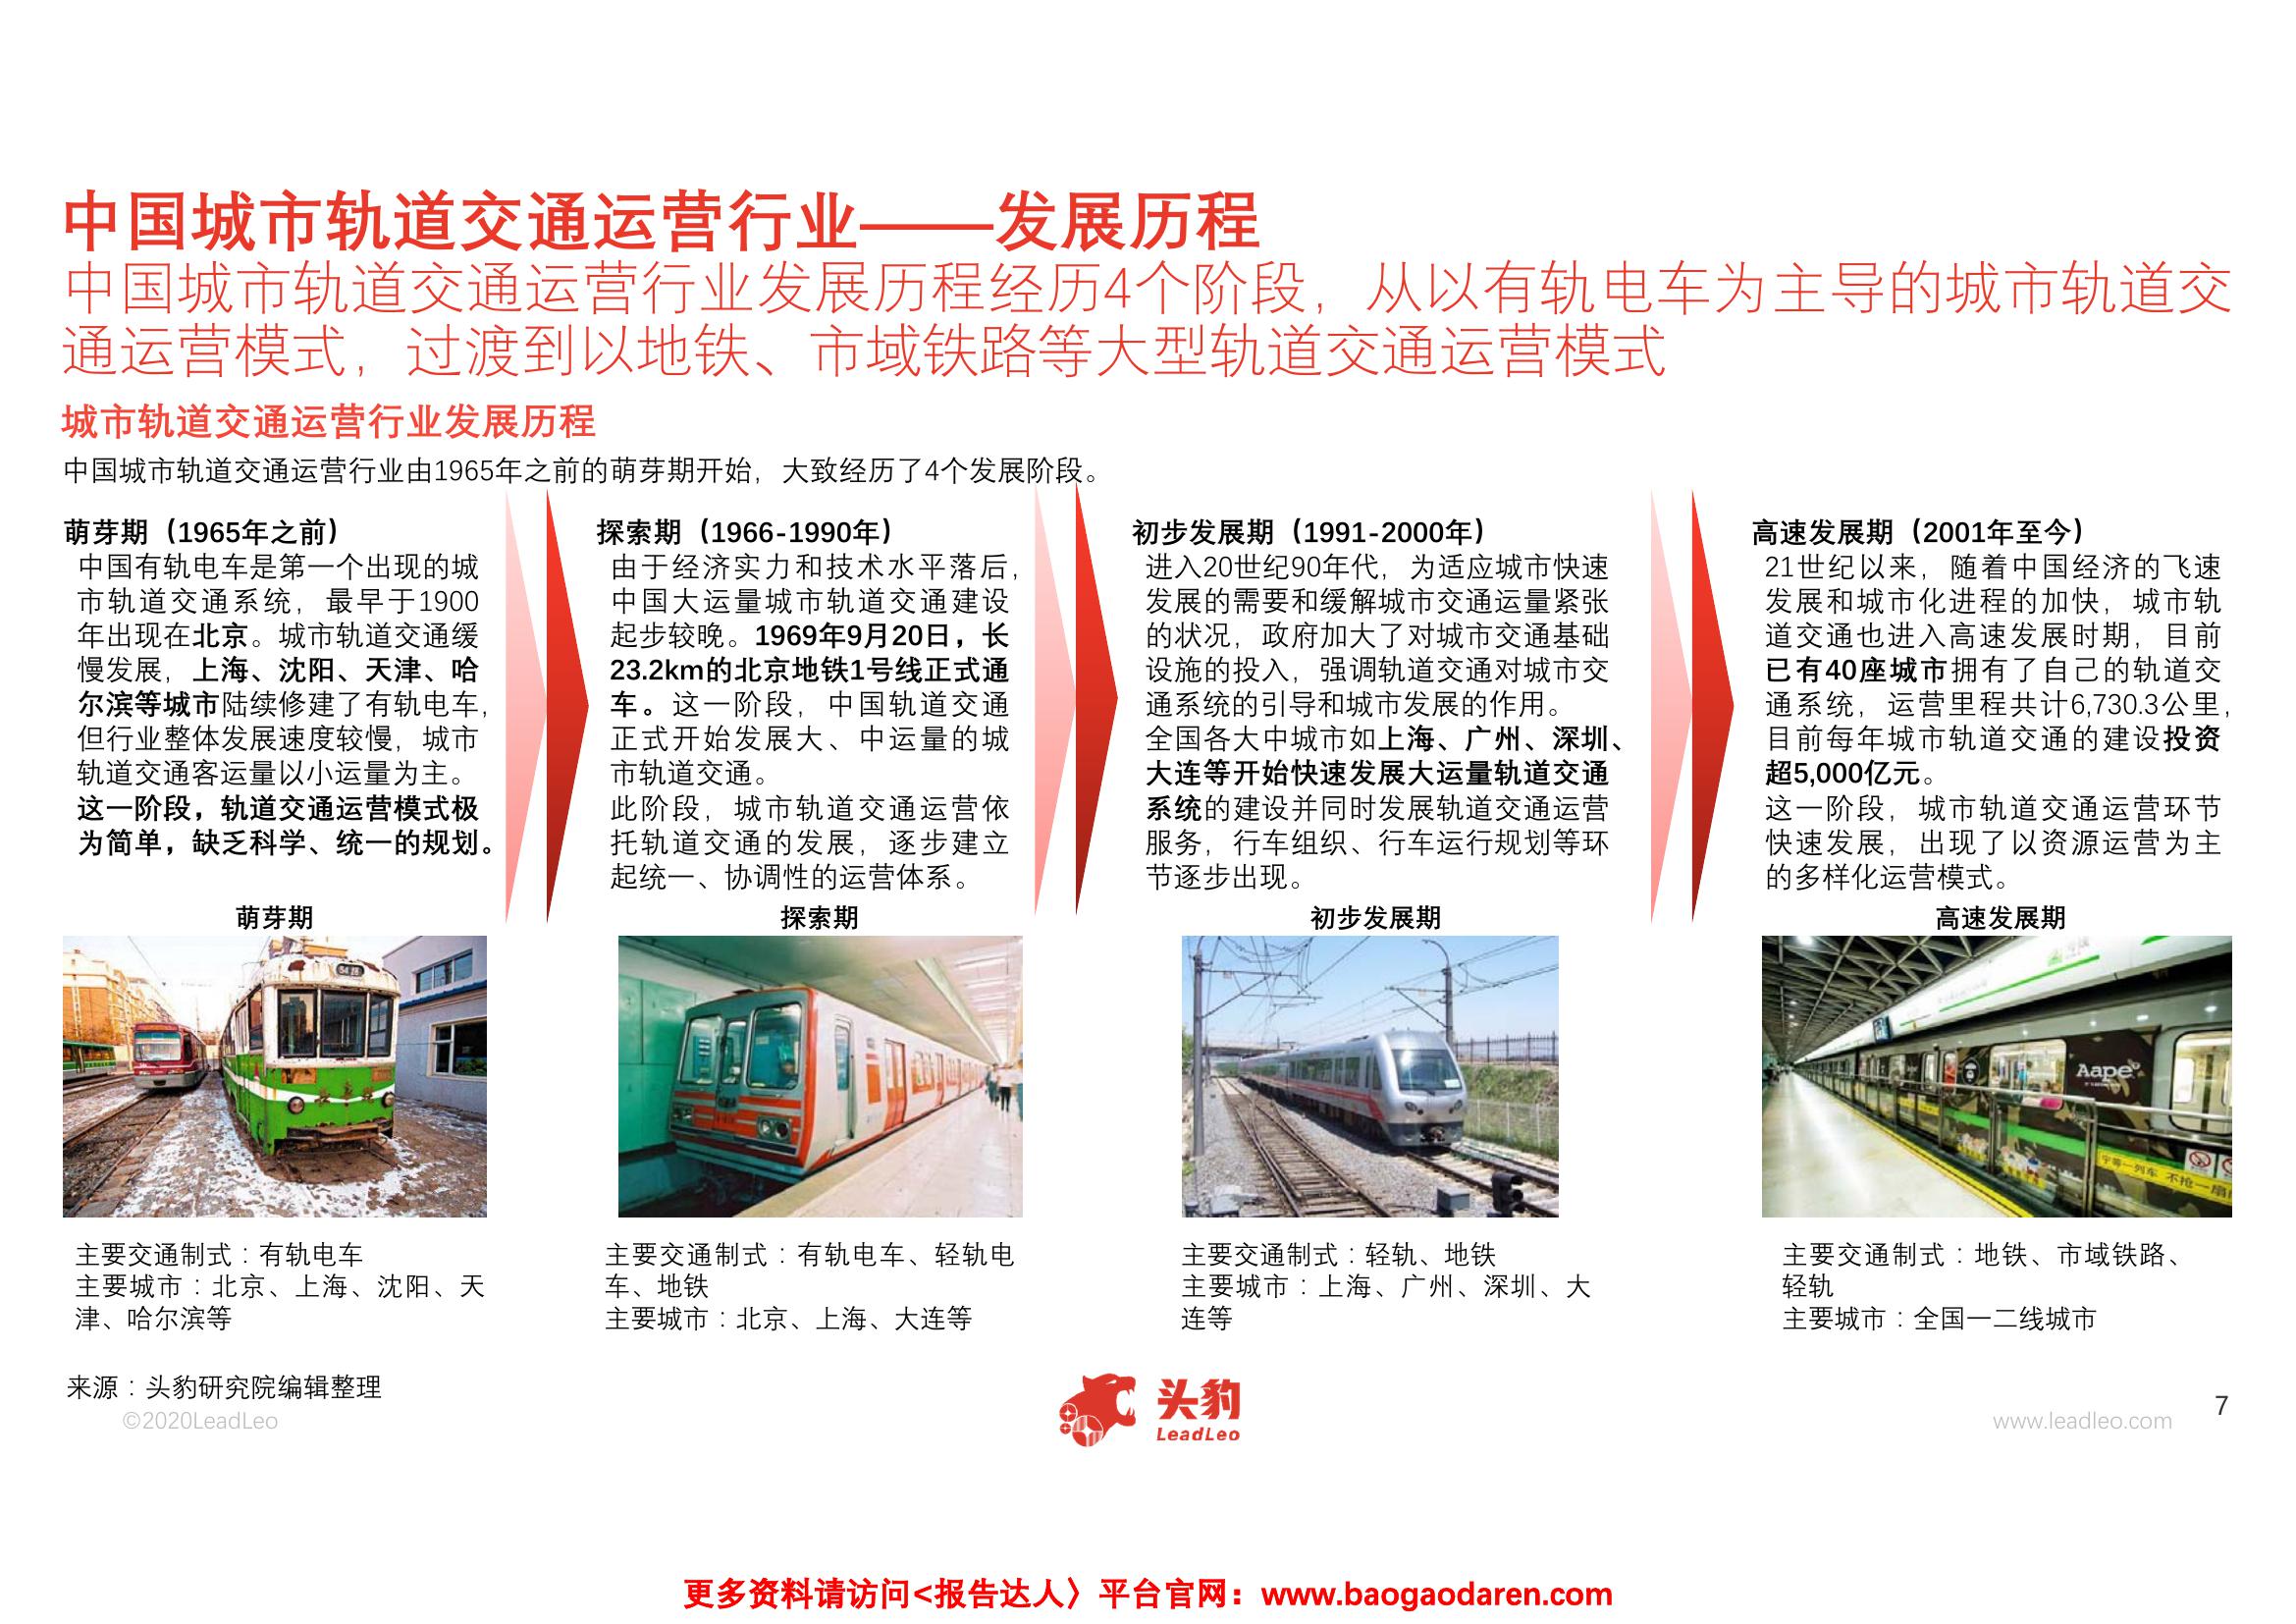 中国城市轨道交通运营行业——发展历程
中国城市轨道交通运营行业发展历程经历4个阶段，从以有轨电车为主导的城市轨道交
通运营模式，过渡到以地铁、市域铁路等大型轨道交通运营模式
城市轨道交通运营行业发展历程
中国城市轨道交通运营行业由1965年之前的萌芽期开始，大致经历了4个发展阶段。
萌芽期（1965年之前）
中国有轨电车是第一个出现的城
市轨道交通系统，最早于1900
年出现在北京。城市轨道交通缓
慢发展，上海、沈阳、天津、哈
尔滨等城市陆续修建了有轨电车，
但行业整体发展速度较慢，城市
轨道交通客运量以小运量为主。
这一阶段，轨道交通运营模式极
为简单，缺乏科学、统一的规划。
探索期（1966-1990年）
由于经济实力和技术水平落后，
中国大运量城市轨道交通建设
起步较晚。1969年9月20日，长
23.2km的北京地铁1号线正式通
车。这一阶段，中国轨道交通
正式开始发展大、中运量的城
市轨道交通。
此阶段，城市轨道交通运营依
托轨道交通的发展，逐步建立
起统一、协调性的运营体系。
初步发展期（1991-2000年）
进入20世纪90年代，为适应城市快速
发展的需要和缓解城市交通运量紧张
的状况，政府加大了对城市交通基础
设施的投入，强调轨道交通对城市交
通系统的引导和城市发展的作用。
全国各大中城市如上海、广州、深圳、
大连等开始快速发展大运量轨道交通
系统的建设并同时发展轨道交通运营
服务，行车组织、行车运行规划等环
节逐步出现。
高速发展期（2001年至今）
21世纪以来，随着中国经济的飞速
发展和城市化进程的加快，城市轨
道交通也进入高速发展时期，目前
已有40座城市拥有了自己的轨道交
通系统，运营里程共计6,730.3公里，
目前每年城市轨道交通的建设投资
超5,000亿元。
这一阶段，城市轨道交通运营环节
快速发展，出现了以资源运营为主
的多样化运营模式。
萌芽期
探索期
初步发展期
高速发展期
Aape
宁等一列车 不抢一扇
主要交通制式：有轨电车
主要城市：北京、上海、沈阳、天
津、哈尔滨等
主要交通制式：有轨电车、轻轨电
车、地铁
主要城市：北京、上海、大连等
主要交通制式：轻轨、地铁
主要城市：上海、广州、深圳、大
连等
主要交通制式：地铁、市域铁路、
轻轨
主要城市：全国一二线城市
来源：头豹研究院编辑整理
©2020LeadLeo
头豹
LeadLeo
www.leadleo.com
7
更多资料请访问<报告达人〉平台官网：www.baogaodaren.com